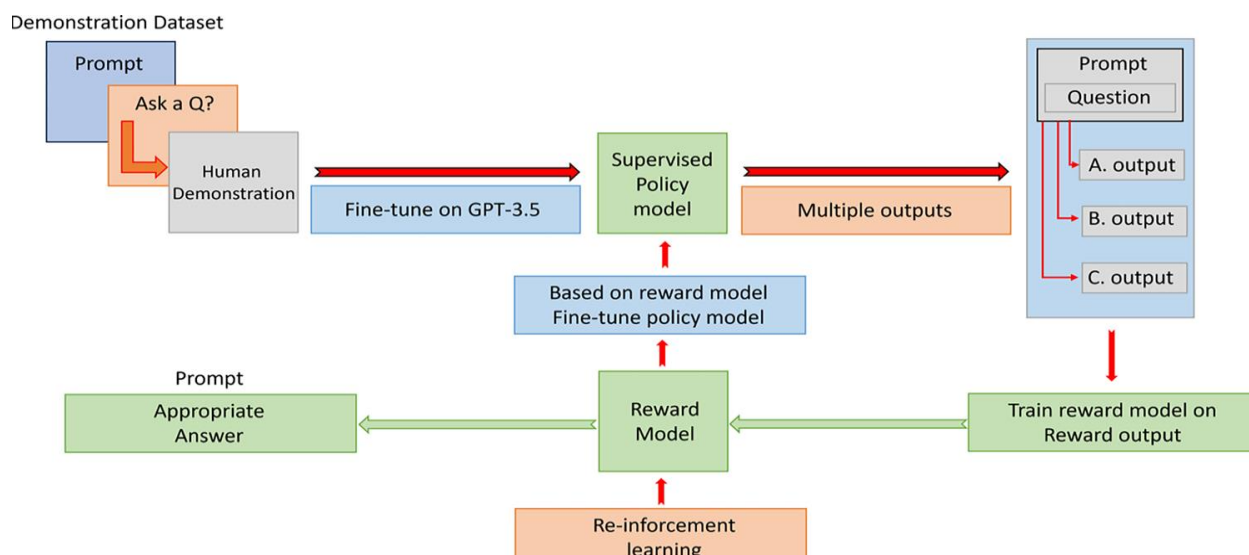 Demonstration Dataset
Prompt
Ask a Q?
Human
Demonstration
Fine-tune on GPT-3.5
Supervised
Policy
model
Multiple outputs
Prompt
Question
A. output
B. output
C. output
Based on reward model
Fine-tune policy model
Prompt
Appropriate
Answer
Reward
Model
Train reward model on
Reward output
Re-inforcement
learning